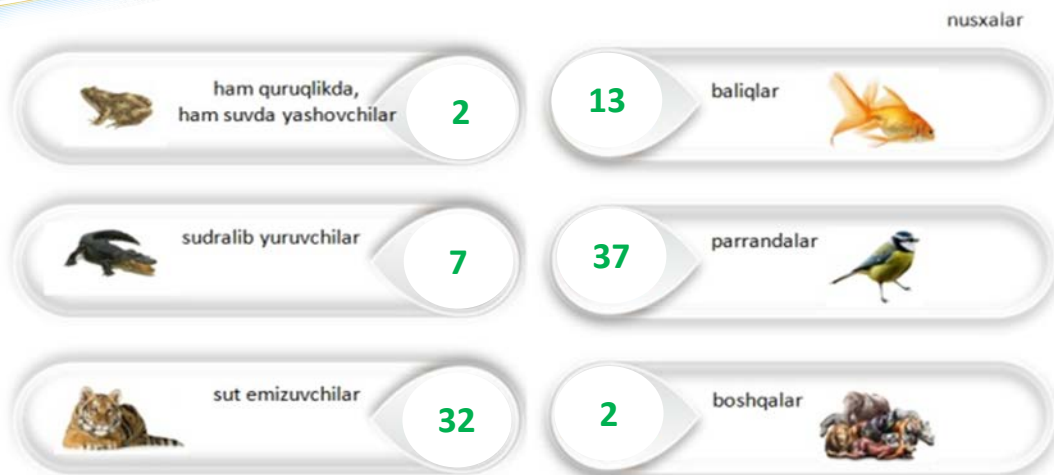 nusxalar
ham quruqlikda,
ham suvda yashovchilar
2
13
baliqlar
sudralib yuruvchilar
7
37
parrandalar
sut emizuvchilar
32
2
boshqalar